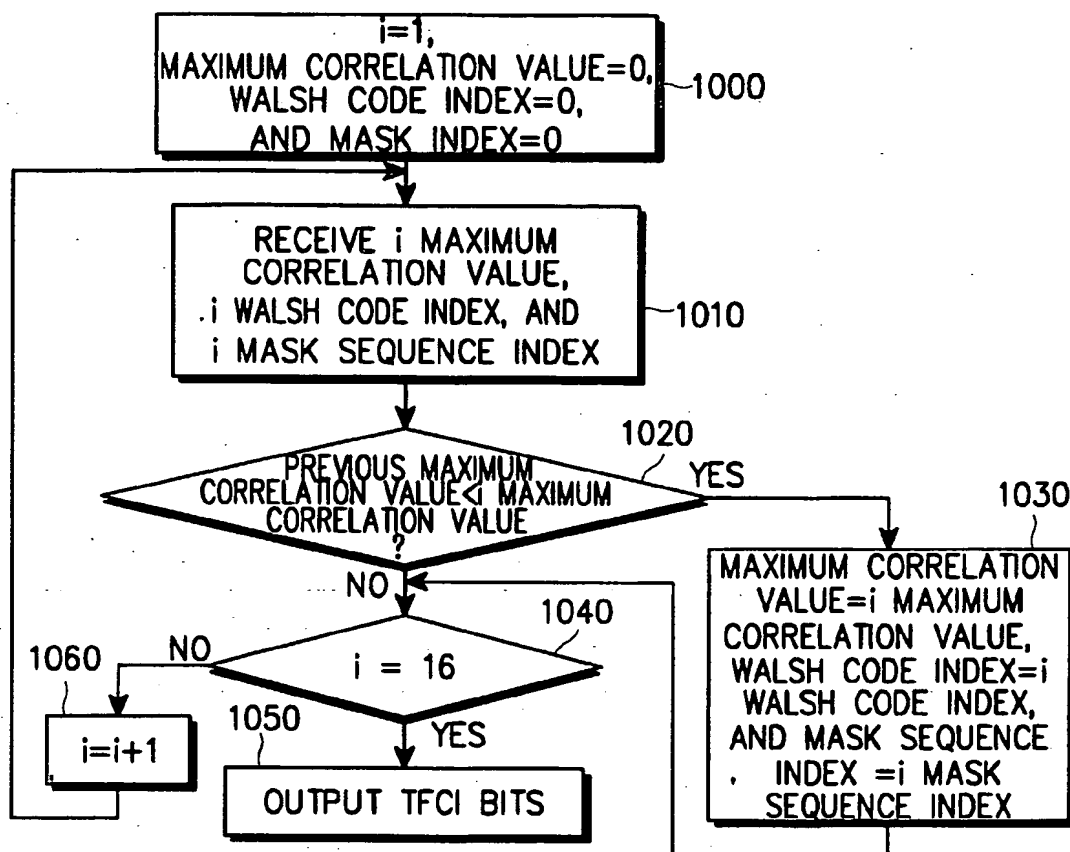 i=1,
MAXIMUM CORRELATION VALUE=0,
WALSH CODE INDEX=0,
AND MASK INDEX=0
1000
RECEIVE i MAXIMUM
CORRELATION VALUE,
i WALSH CODE INDEX, AND
i MASK SEQUENCE INDEX
1010
PREVIOUS MAXIMUM
CORRELATION VALUE<i MAXIMUM
CORRELATION VALUE
?
1020
YES
NO
1030
MAXIMUM CORRELATION
VALUE=i MAXIMUM
CORRELATION VALUE,
WALSH CODE INDEX=i
WALSH CODE INDEX,
AND MASK SEQUENCE
INDEX =i MASK
SEQUENCE INDEX
1040
i = 16
NO
YES
1060
i=i+1
1050
OUTPUT TFCI BITS